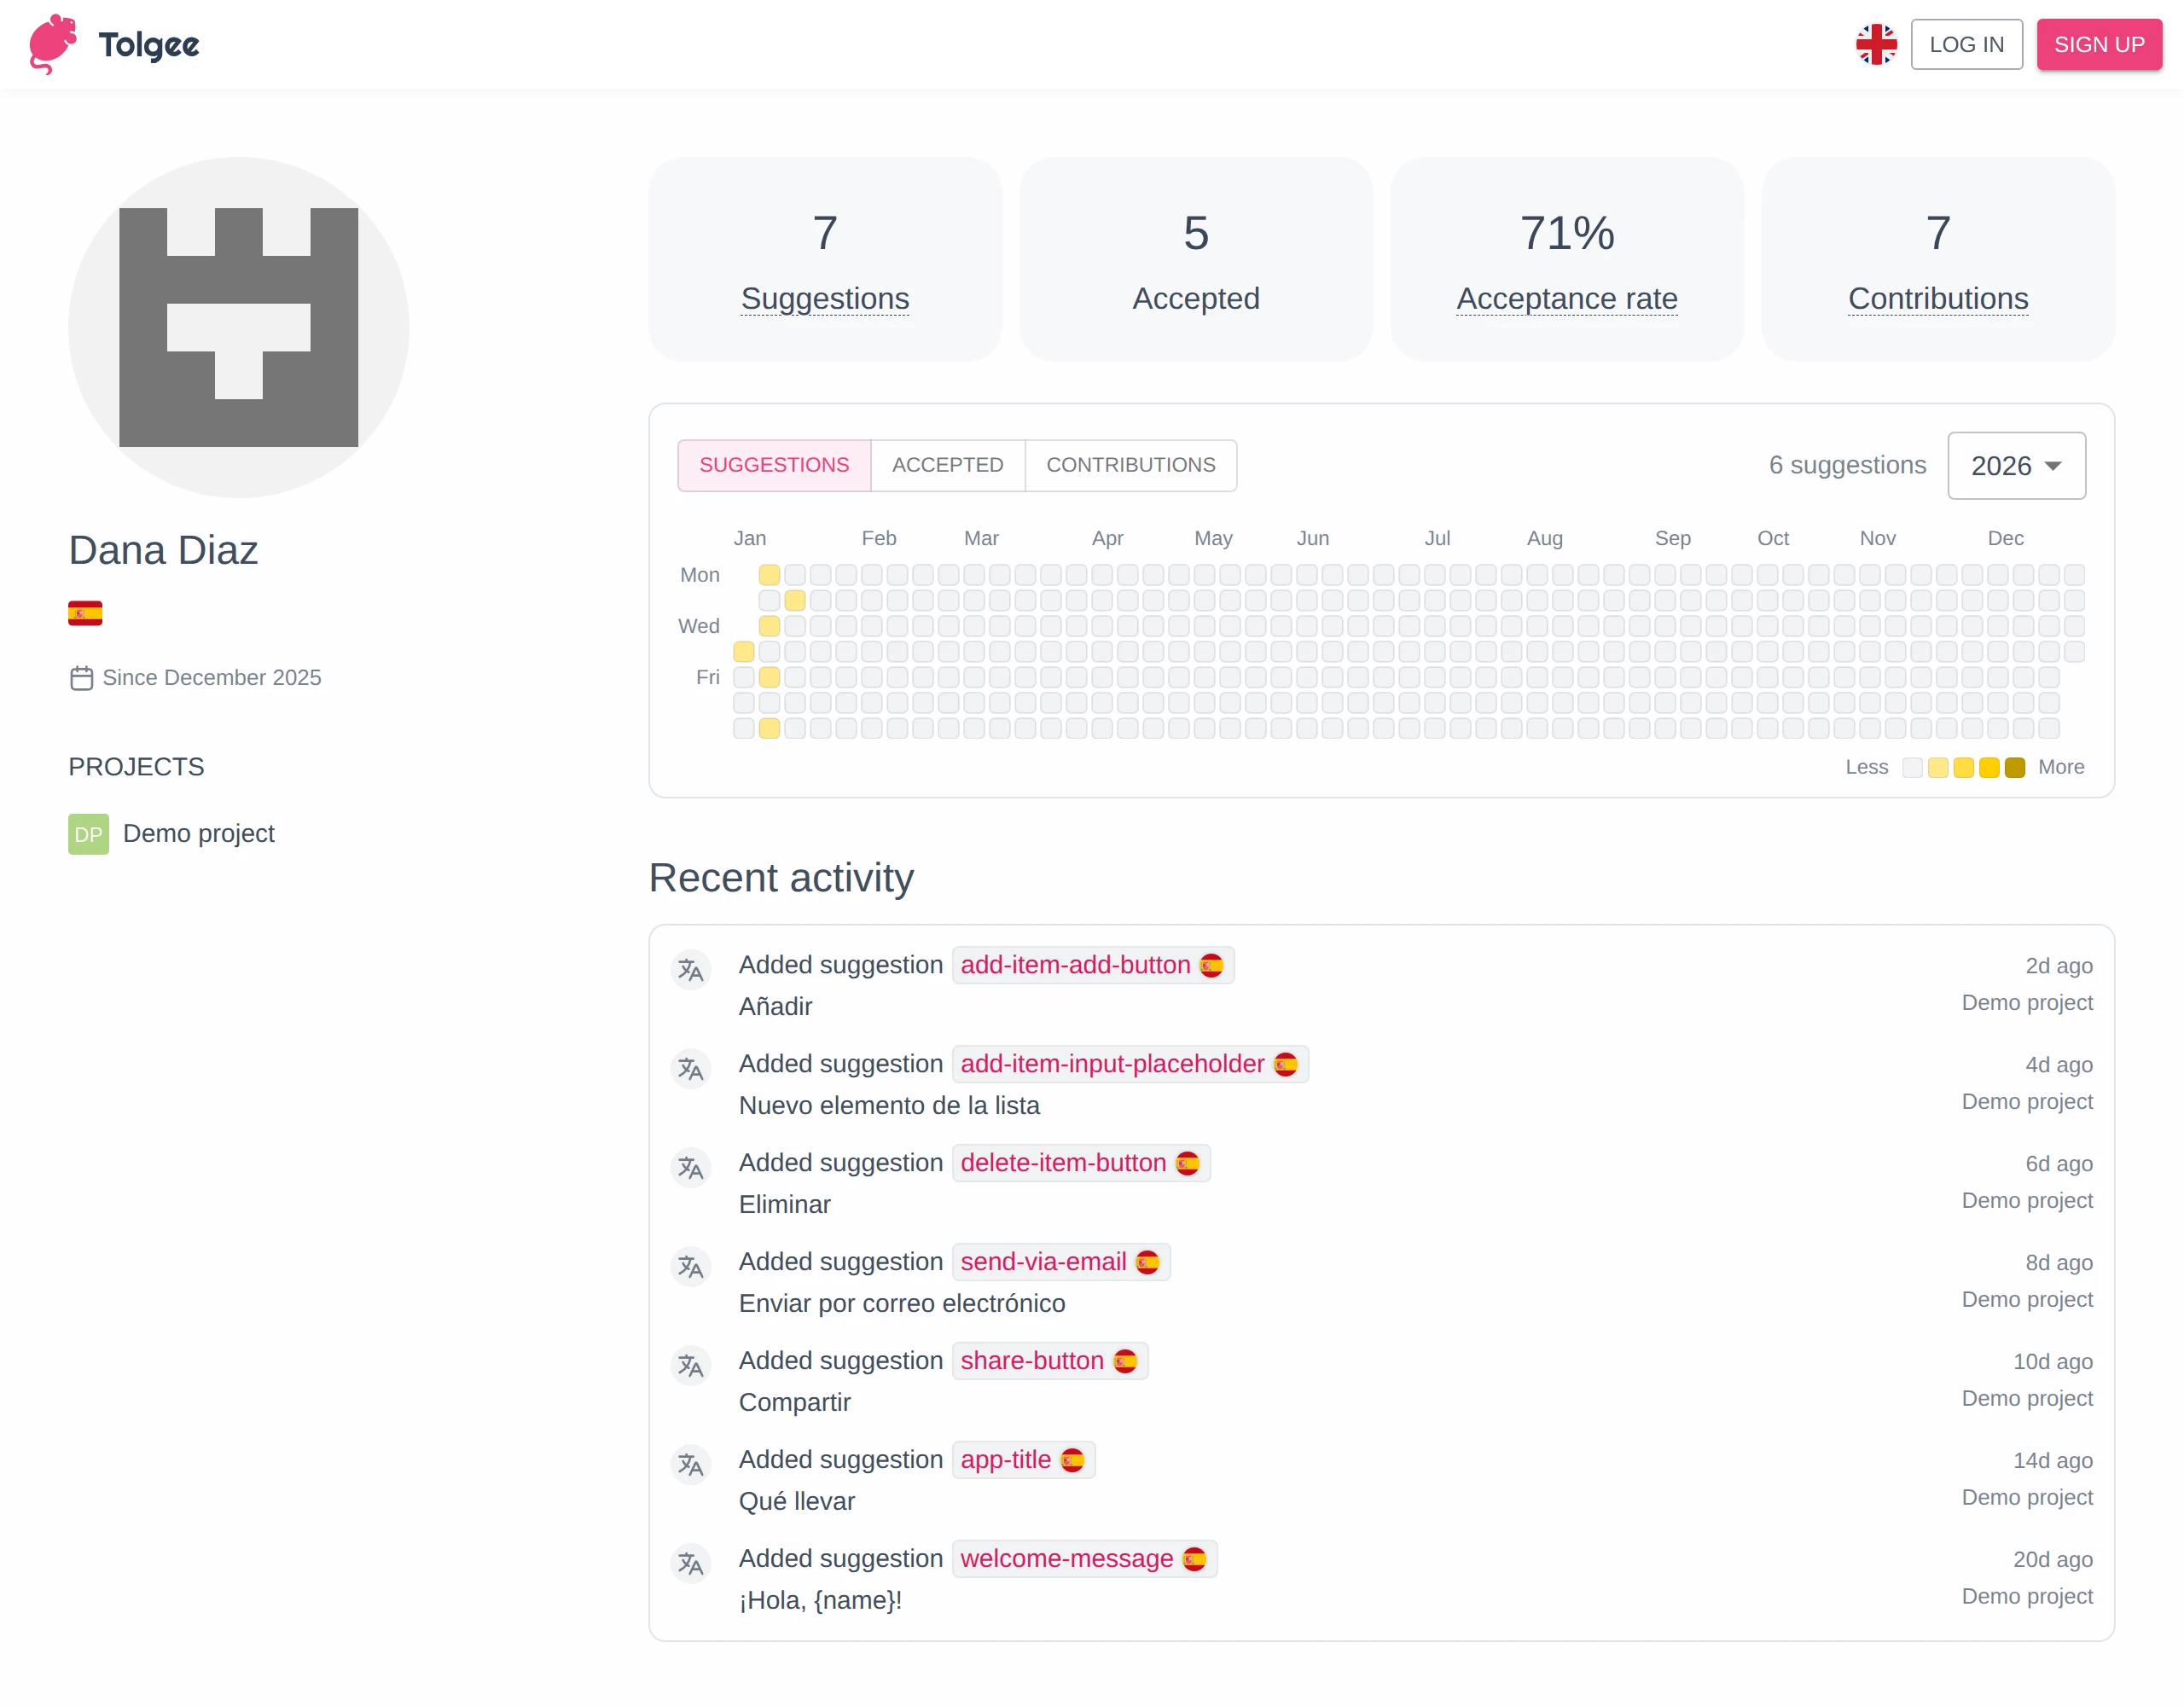 Tolgee
LOG IN
SIGN UP
Dana Diaz
Since December 2025
PROJECTS
DP Demo project
7
Suggestions
5
Accepted
71%
Acceptance rate
7
Contributions
SUGGESTIONS ACCEPTED CONTRIBUTIONS
6 suggestions 2026
Jan Feb Mar Apr May Jun Jul Aug Sep Oct Nov Dec
Mon
Wed
Fri
Less More
Recent activity
Added suggestion add-item-add-button 2d ago
Añadir Demo project
Added suggestion add-item-input-placeholder 4d ago
Nuevo elemento de la lista Demo project
Added suggestion delete-item-button 6d ago
Eliminar Demo project
Added suggestion send-via-email 8d ago
Enviar por correo electrónico Demo project
Added suggestion share-button 10d ago
Compartir Demo project
Added suggestion app-title 14d ago
Qué llevar Demo project
Added suggestion welcome-message 20d ago
¡Hola, {name}! Demo project